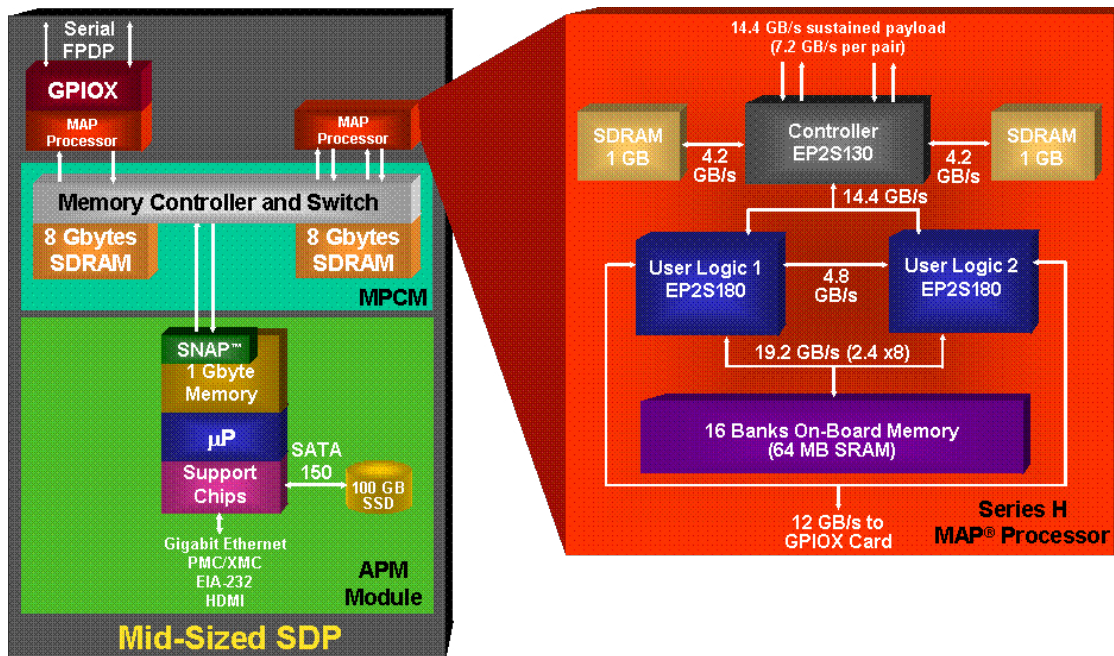 Serial
FPDP
GPIOX
MAP
Processor
MAP
Processor
Memory Controller and Switch
8 Gbytes
SDRAM
8 Gbytes
SDRAM
MPCM
SNAP™
1 Gbyte
Memory
µP
Support
Chips
SATA
150
100 GB
SSD
Gigabit Ethernet
PMC/XMC
EIA-232
HDMI
APM
Module
Mid-Sized SDP
14.4 GB/s sustained payload
(7.2 GB/s per pair)
SDRAM
1 GB
4.2
GB/s
Controller
EP2S130
4.2
GB/s
SDRAM
1 GB
14.4 GB/s
User Logic 1
EP2S180
4.8
GB/s
User Logic 2
EP2S180
19.2 GB/s (2.4 x8)
16 Banks On-Board Memory
(64 MB SRAM)
12 GB/s to
GPIOX Card
Series H
MAP® Processor